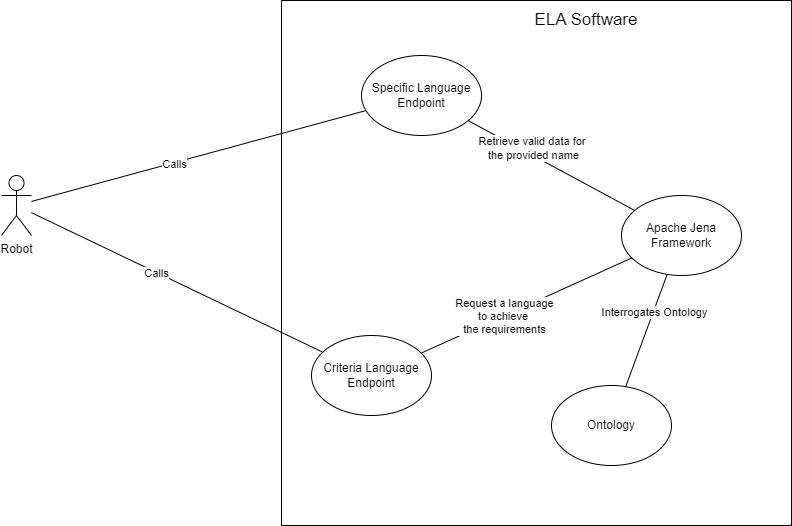 ELA Software
Specific Language
Endpoint
Retrieve valid data for
the provided name
Calls
Robot
Apache Jena
Framework
Calls
Request a language
to achieve
the requirements
Interrogates Ontology
Criteria Language
Endpoint
Ontology